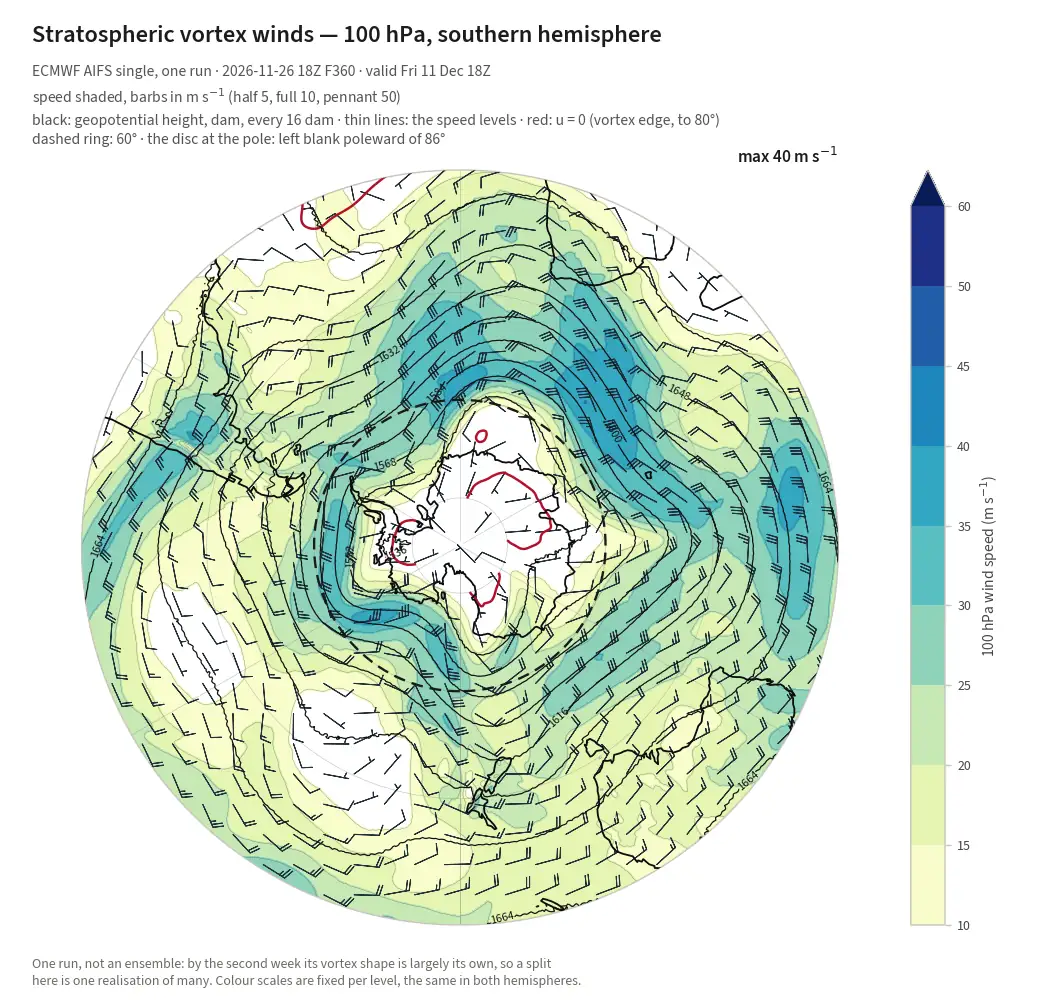 Stratospheric vortex winds — 100 hPa, southern hemisphere
ECMWF AIFS single, one run · 2026-11-26 18Z F360 · valid Fri 11 Dec 18Z
speed shaded, barbs in m s⁻¹ (half 5, full 10, pennant 50)
black: geopotential height, dam, every 16 dam · thin lines: the speed levels · red: u = 0 (vortex edge, to 80°)
dashed ring: 60° · the disc at the pole: left blank poleward of 86°
max 40 m s⁻¹
60
50
45
40
35
30
25
20
15
10
100 hPa wind speed (m s⁻¹)
1632
1584
1648
1568
1664
1664
1616
1664
1664
One run, not an ensemble: by the second week its vortex shape is largely its own, so a split
here is one realisation of many. Colour scales are fixed per level, the same in both hemispheres.